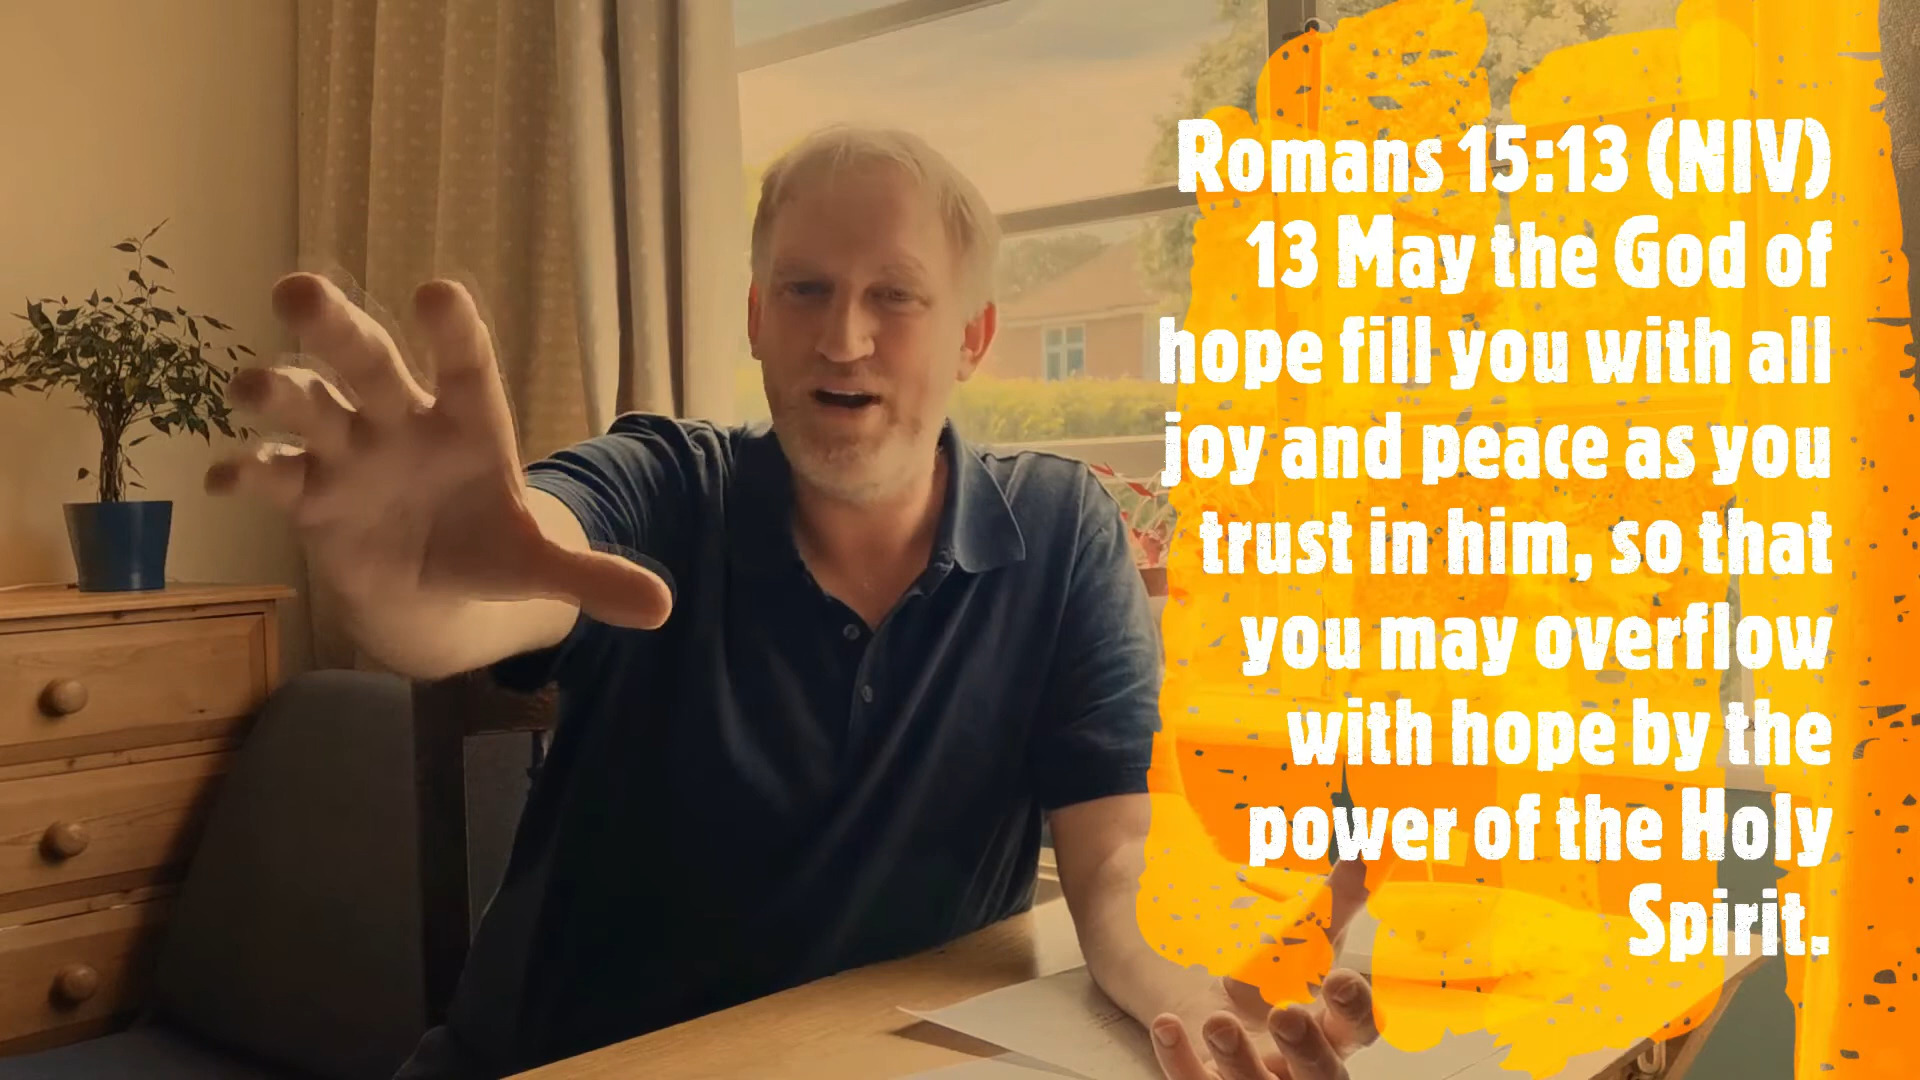 Romans 15:13 (NIV)
13 May the God of
hope fill you with all
joy and peace as you
trust in him, so that
you may overflow
with hope by the
power of the Holy
Spirit.